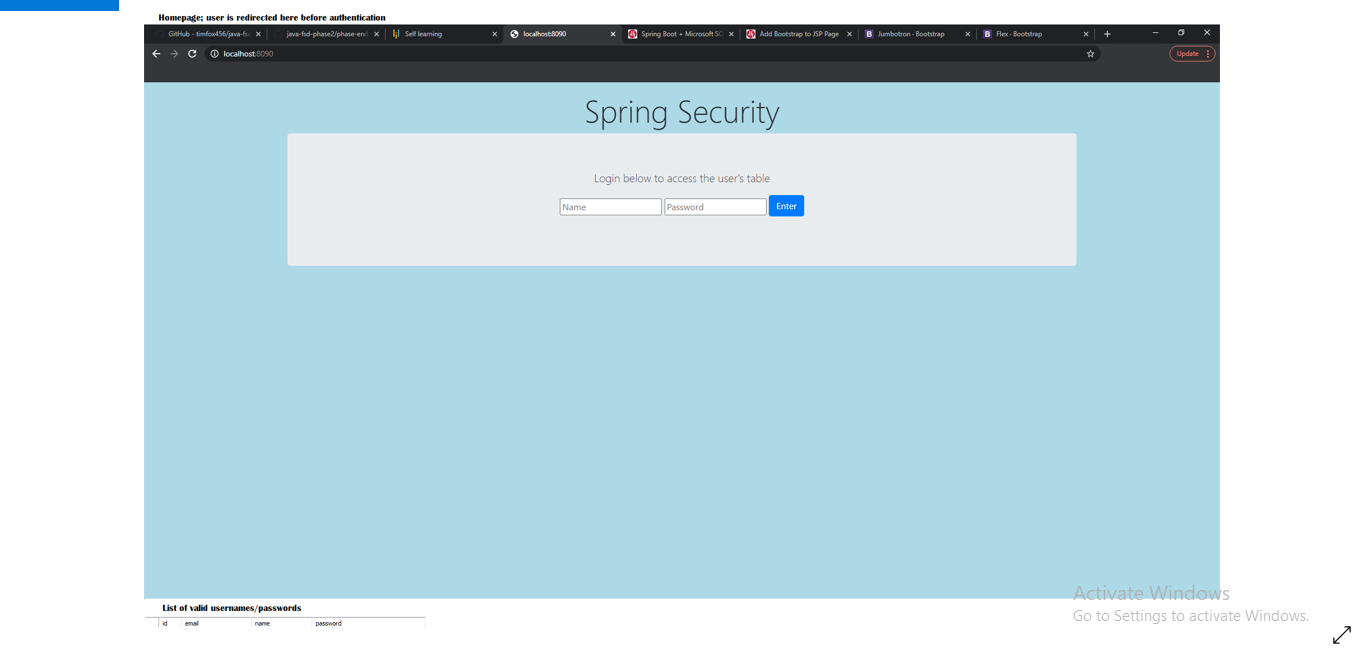 Homepage; user is redirected here before authentication
GitHub - timfox456/java-fs
java-fsd-phase2/phase-end
Self learning
localhost:8090
Spring Boot + Microsoft SC
Add Bootstrap to JSP Page
B Jumbotron · Bootstrap
B Flex · Bootstrap
localhost:8090
Update
Spring Security
Login below to access the user's table
Name Password Enter
Activate Windows
List of valid usernames/passwords
Go to Settings to activate Windows.
id email name password